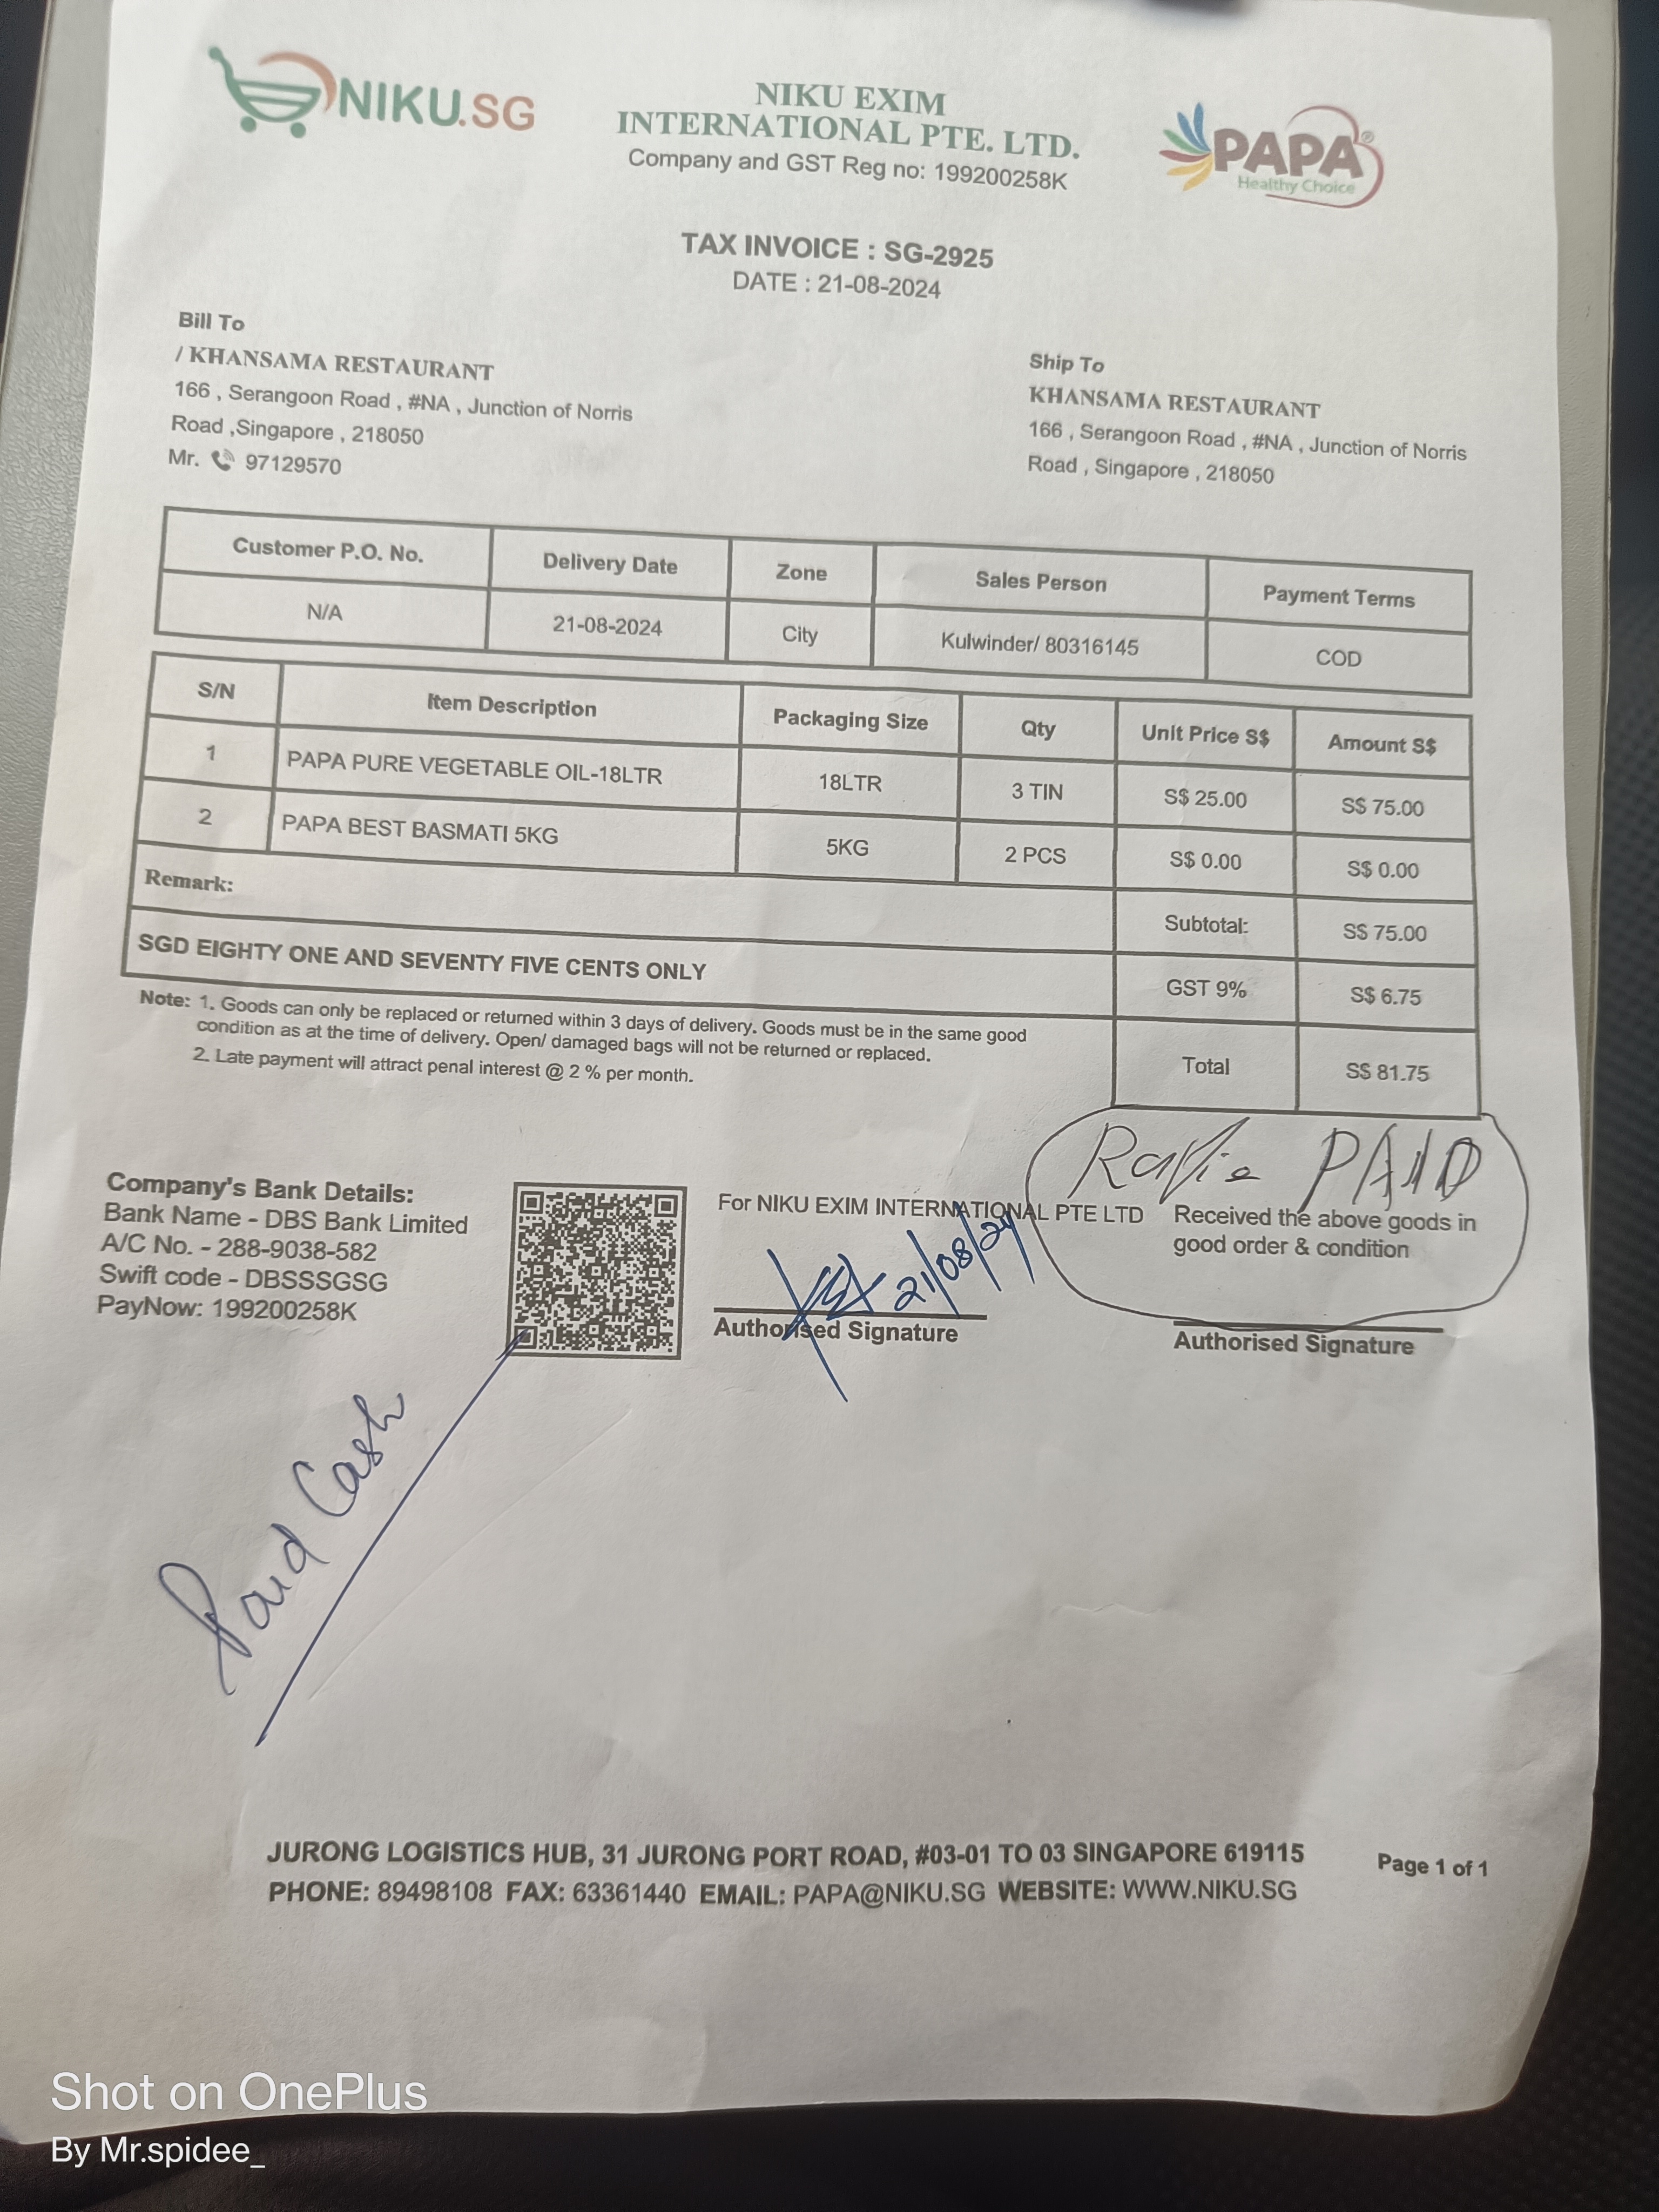 NIKU.SG
NIKU EXIM
INTERNATIONAL PTE. LTD.
Company and GST Reg no: 199200258K
PAPA®
Healthy Choice
TAX INVOICE : SG-2925
DATE : 21-08-2024
Bill To
/ KHANSAMA RESTAURANT
166 , Serangoon Road , #NA , Junction of Norris
Road ,Singapore , 218050
Mr. 97129570
Ship To
KHANSAMA RESTAURANT
166 , Serangoon Road , #NA , Junction of Norris
Road , Singapore , 218050
Customer P.O. No. Delivery Date Zone Sales Person Payment Terms
N/A 21-08-2024 City Kulwinder/ 80316145 COD
S/N Item Description Packaging Size Qty Unit Price S$ Amount S$
1 PAPA PURE VEGETABLE OIL-18LTR 18LTR 3 TIN S$ 25.00 S$ 75.00
2 PAPA BEST BASMATI 5KG 5KG 2 PCS S$ 0.00 S$ 0.00
Remark:
Subtotal: S$ 75.00
SGD EIGHTY ONE AND SEVENTY FIVE CENTS ONLY
GST 9% S$ 6.75
Total S$ 81.75
Note: 1. Goods can only be replaced or returned within 3 days of delivery. Goods must be in the same good
condition as at the time of delivery. Open/ damaged bags will not be returned or replaced.
2. Late payment will attract penal interest @ 2 % per month.
PAID
Company's Bank Details:
Bank Name - DBS Bank Limited
A/C No. - 288-9038-582
Swift code - DBSSSGSG
PayNow: 199200258K
For NIKU EXIM INTERNATIONAL PTE LTD
21/08/24
Authorised Signature
Received the above goods in
good order & condition
Authorised Signature
Paid Cash
JURONG LOGISTICS HUB, 31 JURONG PORT ROAD, #03-01 TO 03 SINGAPORE 619115
PHONE: 89498108 FAX: 63361440 EMAIL: PAPA@NIKU.SG WEBSITE: WWW.NIKU.SG
Page 1 of 1
Shot on OnePlus
By Mr.spidee_